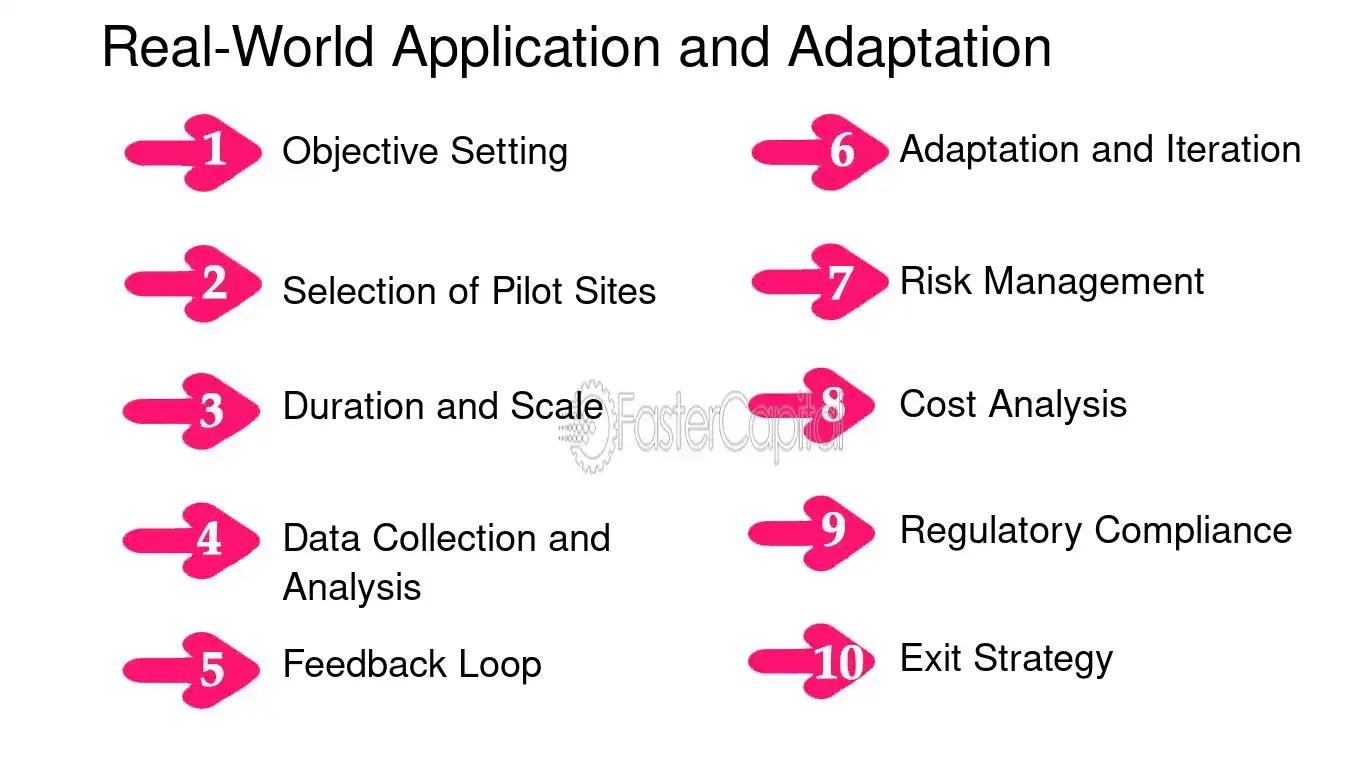 Real-World Application and Adaptation
1 Objective Setting
2 Selection of Pilot Sites
3 Duration and Scale
4 Data Collection and
Analysis
5 Feedback Loop
6 Adaptation and Iteration
7 Risk Management
8 Cost Analysis
9 Regulatory Compliance
10 Exit Strategy
FasterCapital